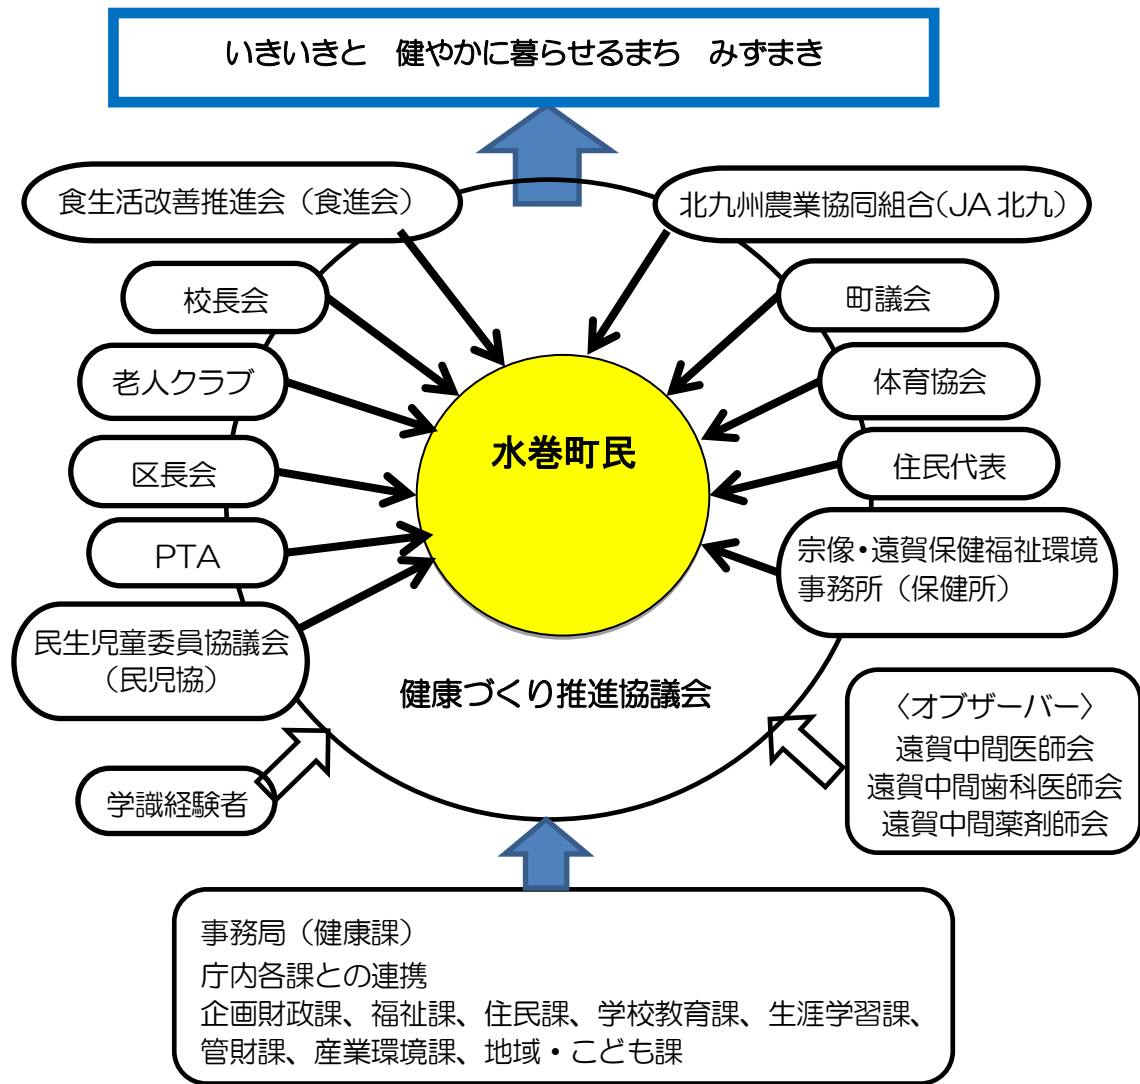 いきいきと　健やかに暮らせるまち　みずまき
食生活改善推進会（食進会）
北九州農業協同組合（JA北九）
校長会
町議会
老人クラブ
体育協会
水巻町民
区長会
住民代表
PTA
宗像・遠賀保健福祉環境
事務所（保健所）
民生児童委員協議会
（民児協）
健康づくり推進協議会
〈オブザーバー〉
遠賀中間医師会
遠賀中間歯科医師会
遠賀中間薬剤師会
学識経験者
事務局（健康課）
庁内各課との連携
企画財政課、福祉課、住民課、学校教育課、生涯学習課、
管財課、産業環境課、地域・こども課